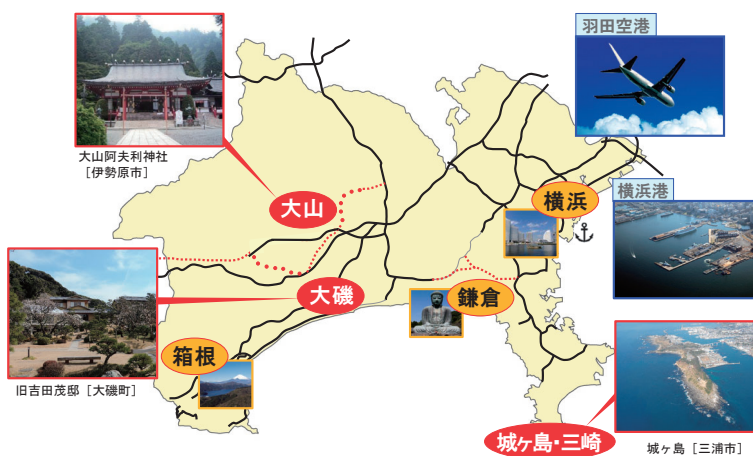 羽田空港
大山阿夫利神社
［伊勢原市］
大山
横浜
横浜港
大磯
鎌倉
箱根
旧吉田茂邸［大磯町］
城ヶ島・三崎
城ヶ島［三浦市］